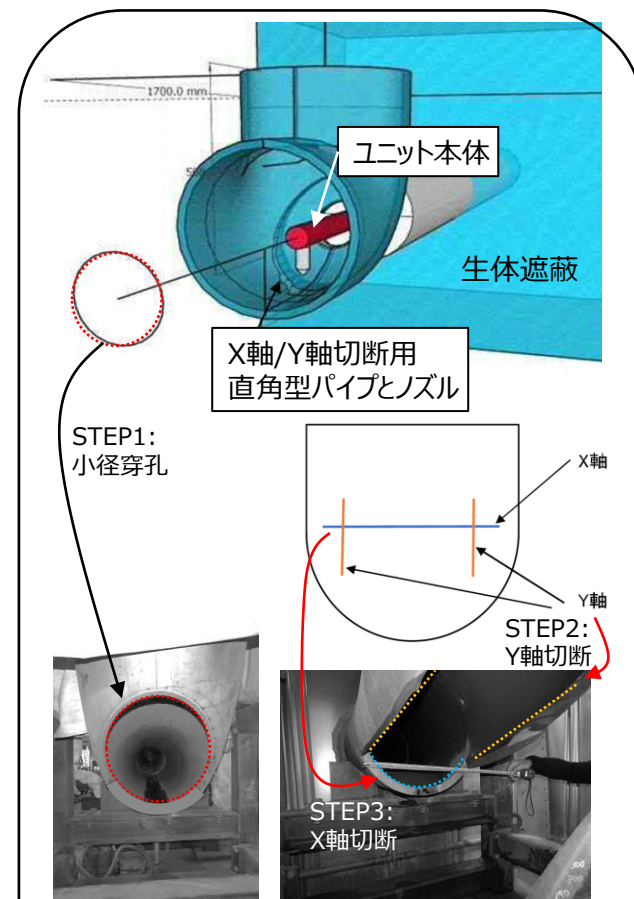 1700.0 mm
ユニット本体
生体遮蔽
X軸/Y軸切断用
直角型パイプとノズル
STEP1:
小径穿孔
X軸
Y軸
STEP2:
Y軸切断
STEP3:
X軸切断